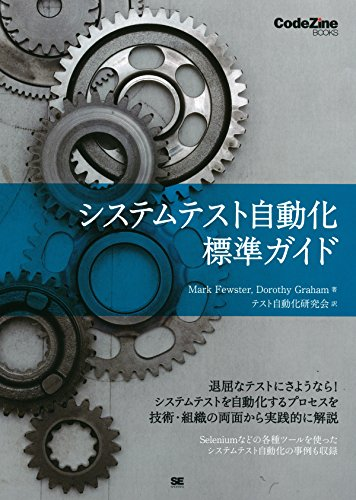 CodeZine
BOOKS
システムテスト自動化
標準ガイド
Mark Fewster, Dorothy Graham 著
テスト自動化研究会 訳
退屈なテストにさようなら!
システムテストを自動化するプロセスを
技術・組織の両面から実践的に解説
Seleniumなどの各種ツールを使った
システムテスト自動化の事例も収録
SE
SHOEISHA